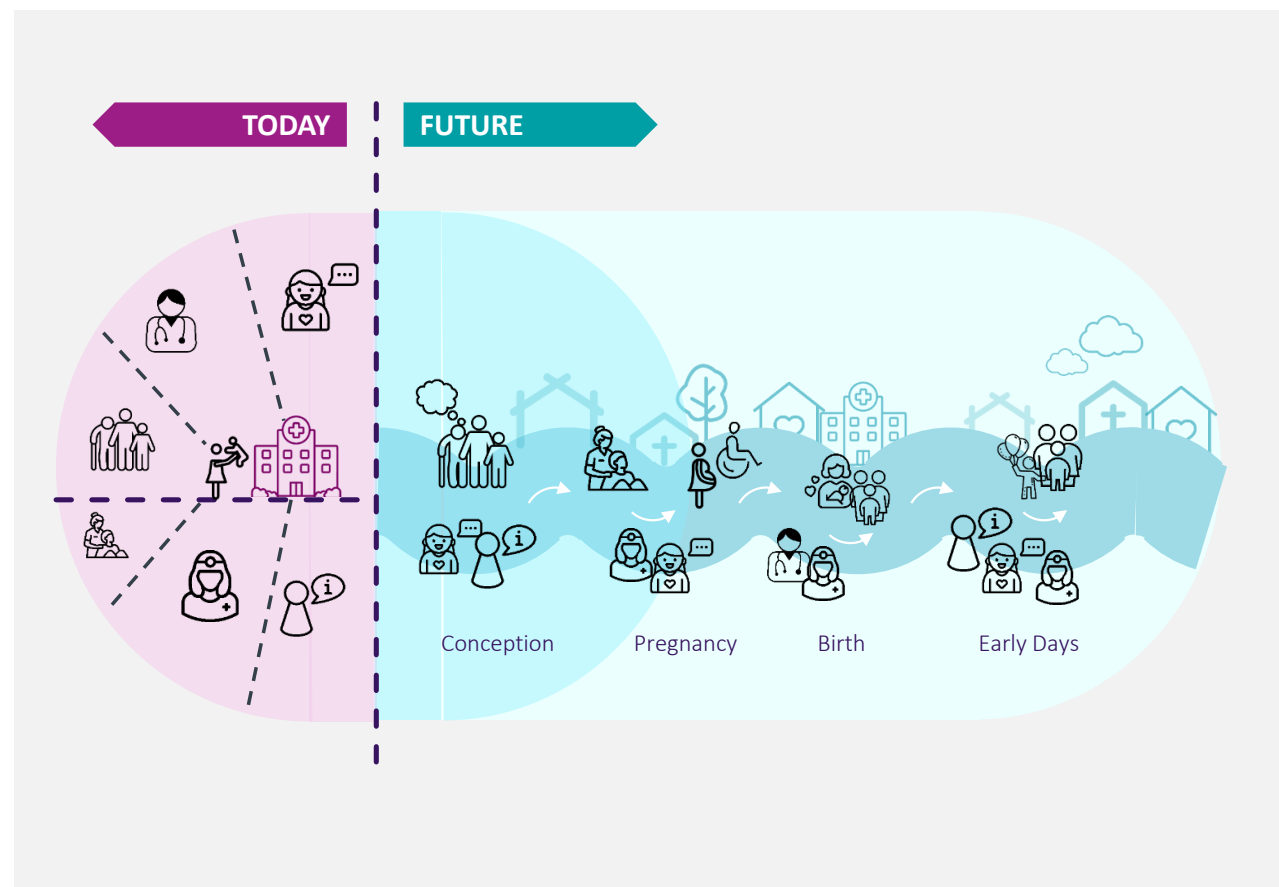 TODAY
FUTURE
i
i
i
Conception
Pregnancy
Birth
Early Days